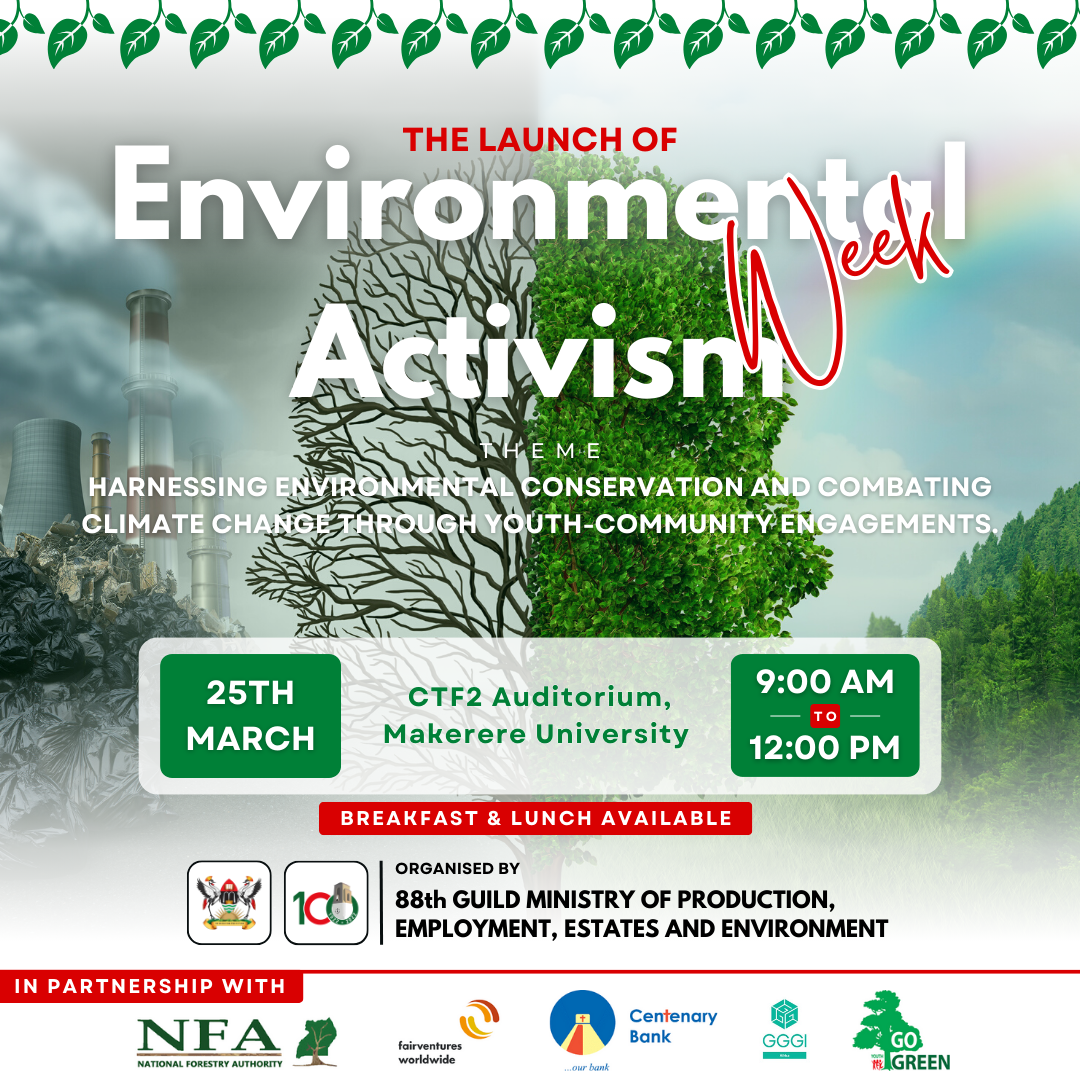 THE LAUNCH OF
Environmental
Week
Activism
THEME
HARNESSING ENVIRONMENTAL CONSERVATION AND COMBATING
CLIMATE CHANGE THROUGH YOUTH-COMMUNITY ENGAGEMENTS.
25TH
MARCH
CTF2 Auditorium,
Makerere University
9:00 AM
TO
12:00 PM
BREAKFAST & LUNCH AVAILABLE
100
ORGANISED BY
88th GUILD MINISTRY OF PRODUCTION,
EMPLOYMENT, ESTATES AND ENVIRONMENT
IN PARTNERSHIP WITH
NFA
NATIONAL FORESTRY AUTHORITY
fairventures
worldwide
Centenary
Bank
...our bank
GGGI
YOUTH
GO
GREEN